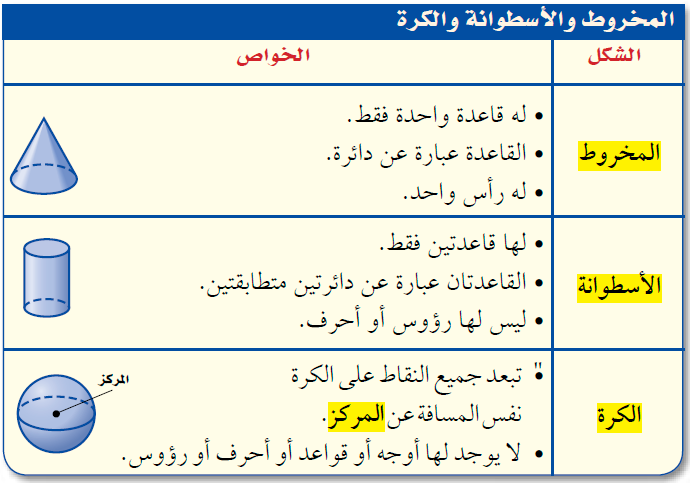 المخروط والأسطوانة والكرة
الشكل
الخواص
المخروط
• له قاعدة واحدة فقط.
• القاعدة عبارة عن دائرة.
• له رأس واحد.
الأسطوانة
• لها قاعدتين فقط.
• القاعدتان عبارة عن دائرتين متطابقتين.
• ليس لها رؤوس أو أحرف.
الكرة
" تبعد جميع النقاط على الكرة
نفس المسافة عن المركز.
• لا يوجد لها أوجه أو قواعد أو أحرف أو رؤوس.
المركز